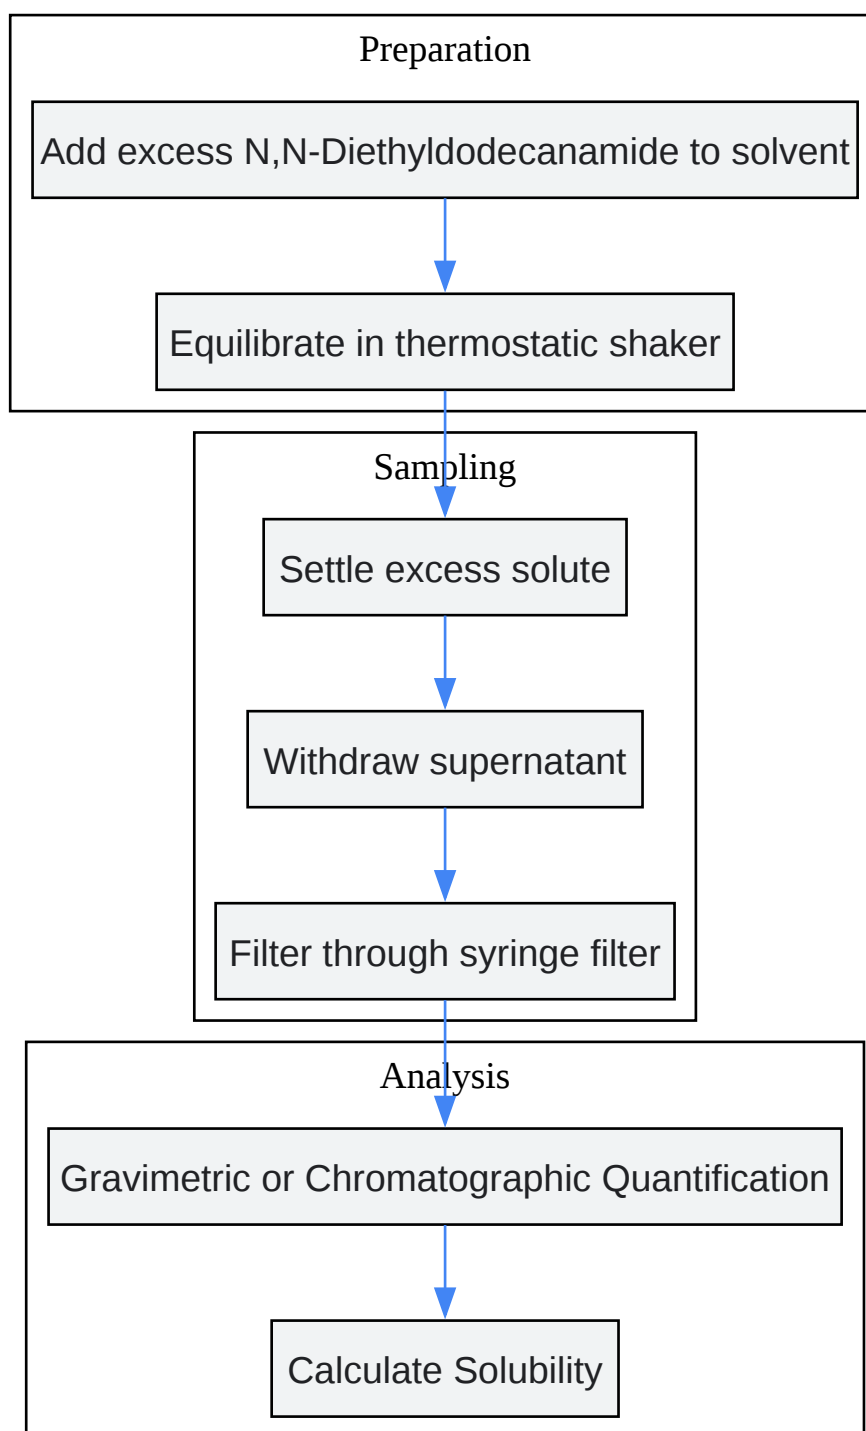 Preparation
Add excess N,N-Diethyldodecanamide to solvent
Equilibrate in thermostatic shaker
Sampling
Settle excess solute
Withdraw supernatant
Filter through syringe filter
Analysis
Gravimetric or Chromatographic Quantification
Calculate Solubility